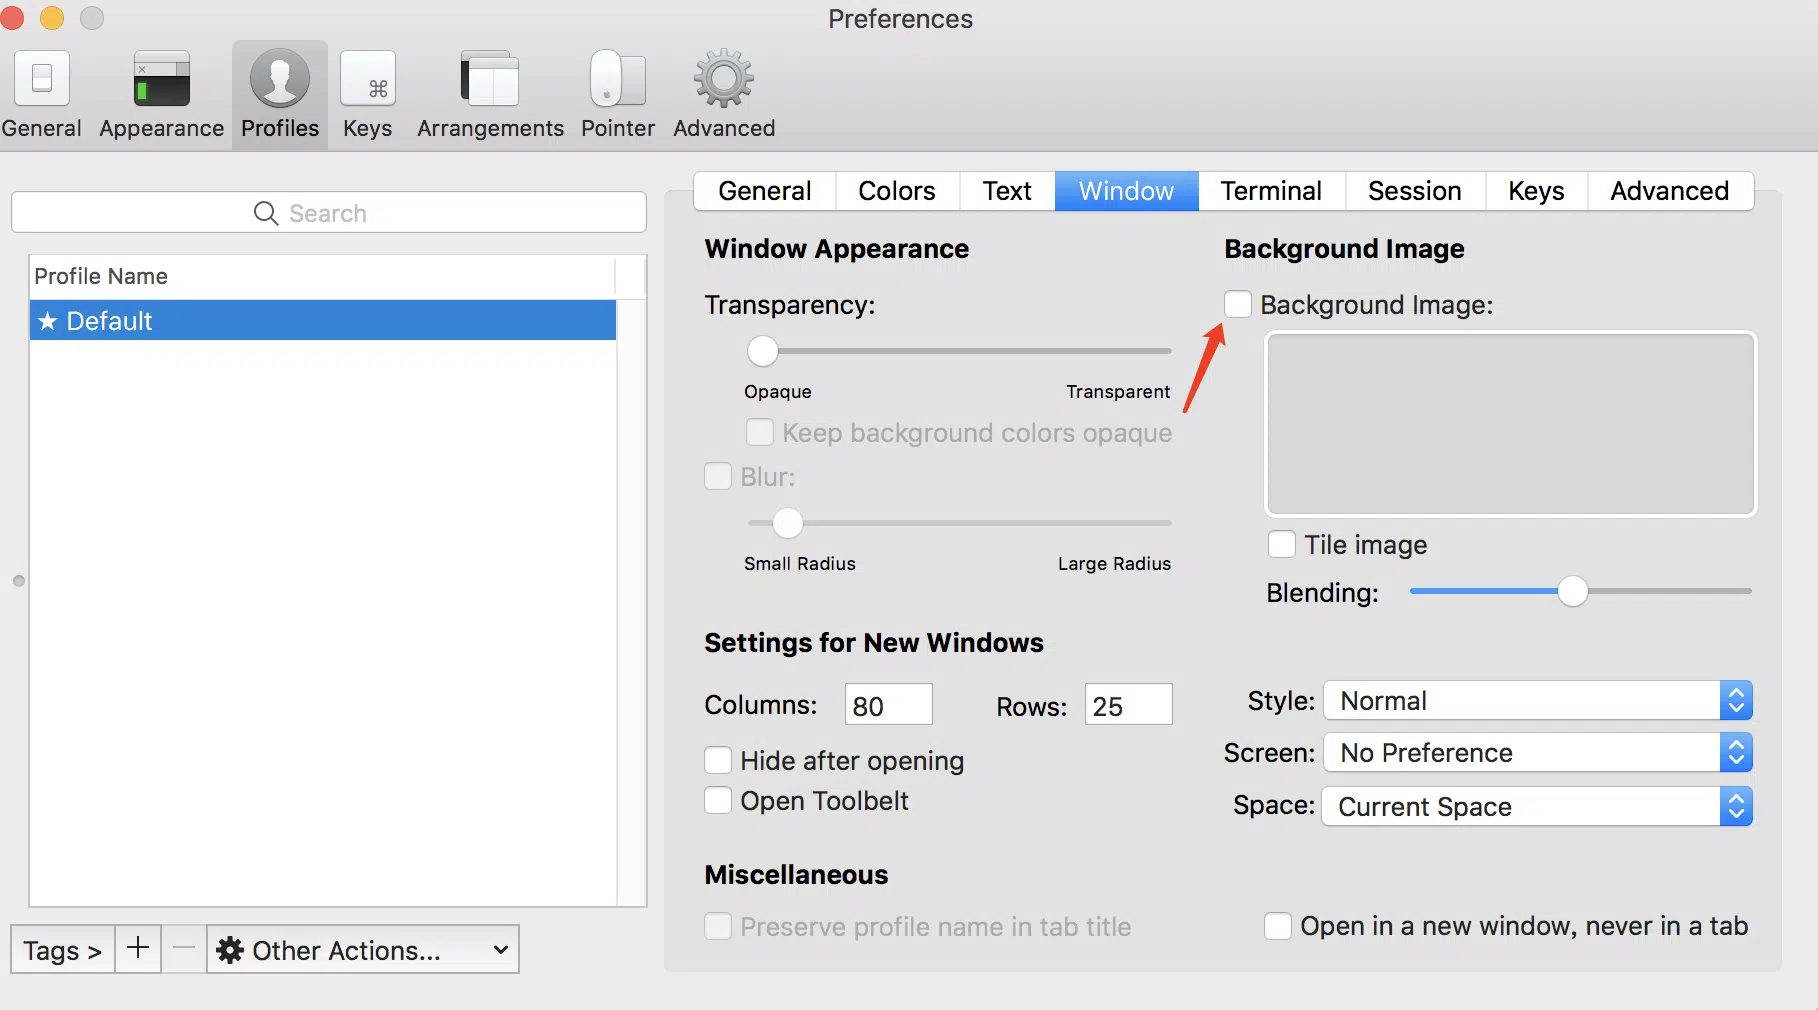 Preferences
General Appearance Profiles Keys Arrangements Pointer Advanced
Search
Profile Name
★ Default
Tags > + — Other Actions...
General Colors Text Window Terminal Session Keys Advanced
Window Appearance
Transparency:
Opaque Transparent
Keep background colors opaque
Blur:
Small Radius Large Radius
Background Image
Background Image:
Tile image
Blending:
Settings for New Windows
Columns: 80 Rows: 25
Hide after opening
Open Toolbelt
Style: Normal
Screen: No Preference
Space: Current Space
Miscellaneous
Preserve profile name in tab title
Open in a new window, never in a tab